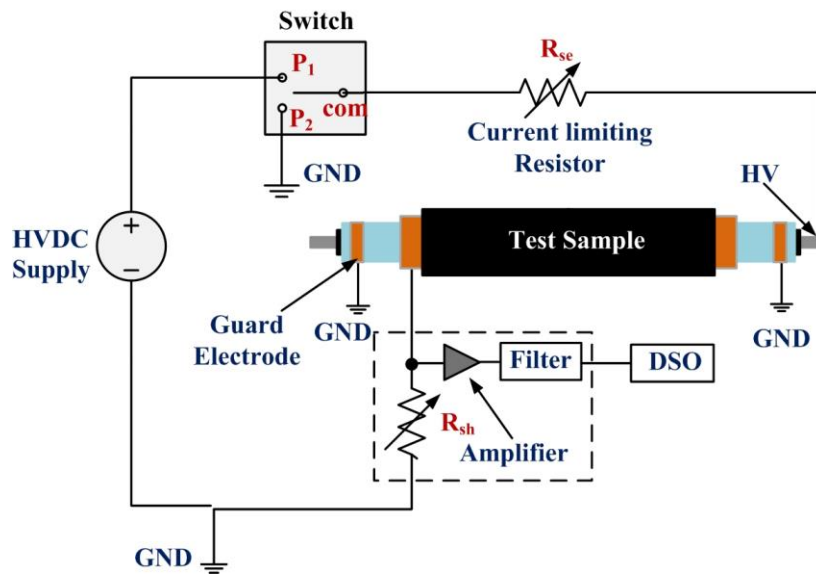 Switch
P1
com
P2
GND
Rse
Current limiting
Resistor
HV
HVDC
Supply
+
−
Test Sample
Guard
Electrode
GND
GND
Filter
DSO
Rsh
Amplifier
GND